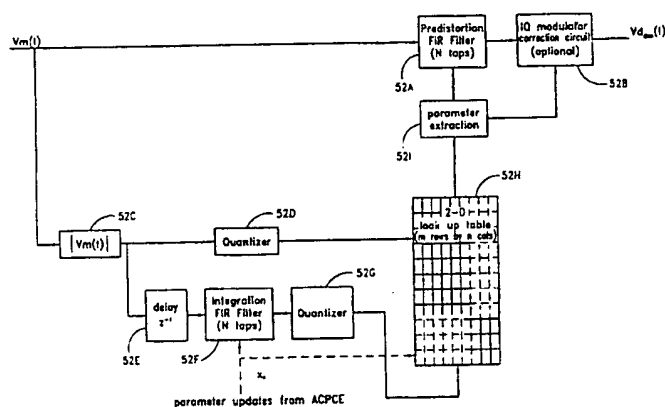 Vm(t)
Predistortion
FIR Filter
(N taps)
IQ modulator
correction circuit
(optional)
52A
52B
parameter
extraction
52I
52H
2-D
look up table
(m rows by n cols)
52C
|Vm(t)|
52D
Quantizer
52G
delay
z⁻¹
Integration
FIR Filter
(N taps)
Quantizer
52E
52F
parameter updates from ACPCE